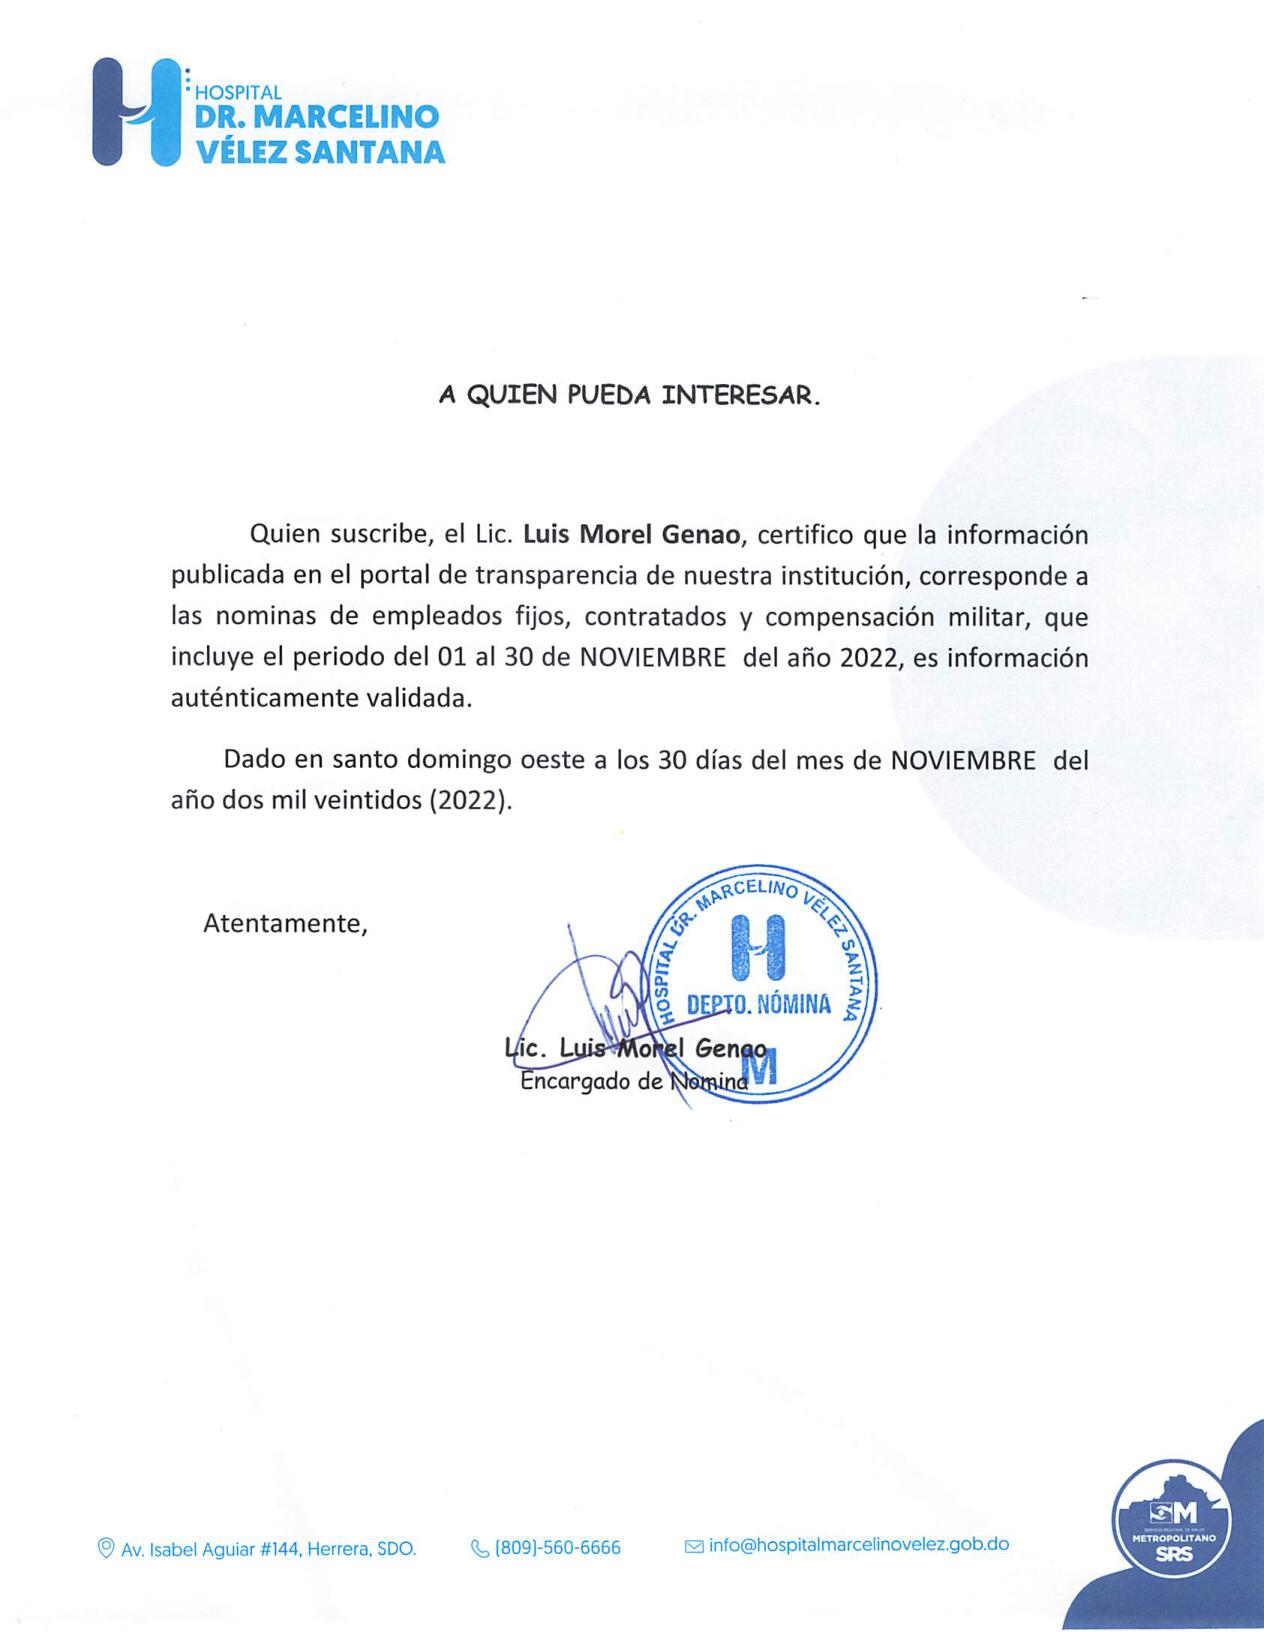 HOSPITAL
DR. MARCELINO
VÉLEZ SANTANA
A QUIEN PUEDA INTERESAR.
Quien suscribe, el Lic. Luis Morel Genao, certifico que la información
publicada en el portal de transparencia de nuestra institución, corresponde a
las nominas de empleados fijos, contratados y compensación militar, que
incluye el periodo del 01 al 30 de NOVIEMBRE del año 2022, es información
auténticamente validada.
Dado en santo domingo oeste a los 30 días del mes de NOVIEMBRE del
año dos mil veintidos (2022).
Atentamente,
HOSPITAL DR. MARCELINO VÉLEZ SANTANA
DEPTO. NÓMINA
M
Lic. Luis Morel Genao
Encargado de Nomina
Av. Isabel Aguiar #144, Herrera, SDO.
(809)-560-6666
info@hospitalmarcelinovelez.gob.do
SM
SERVICIO REGIONAL DE SALUD
METROPOLITANO
SRS